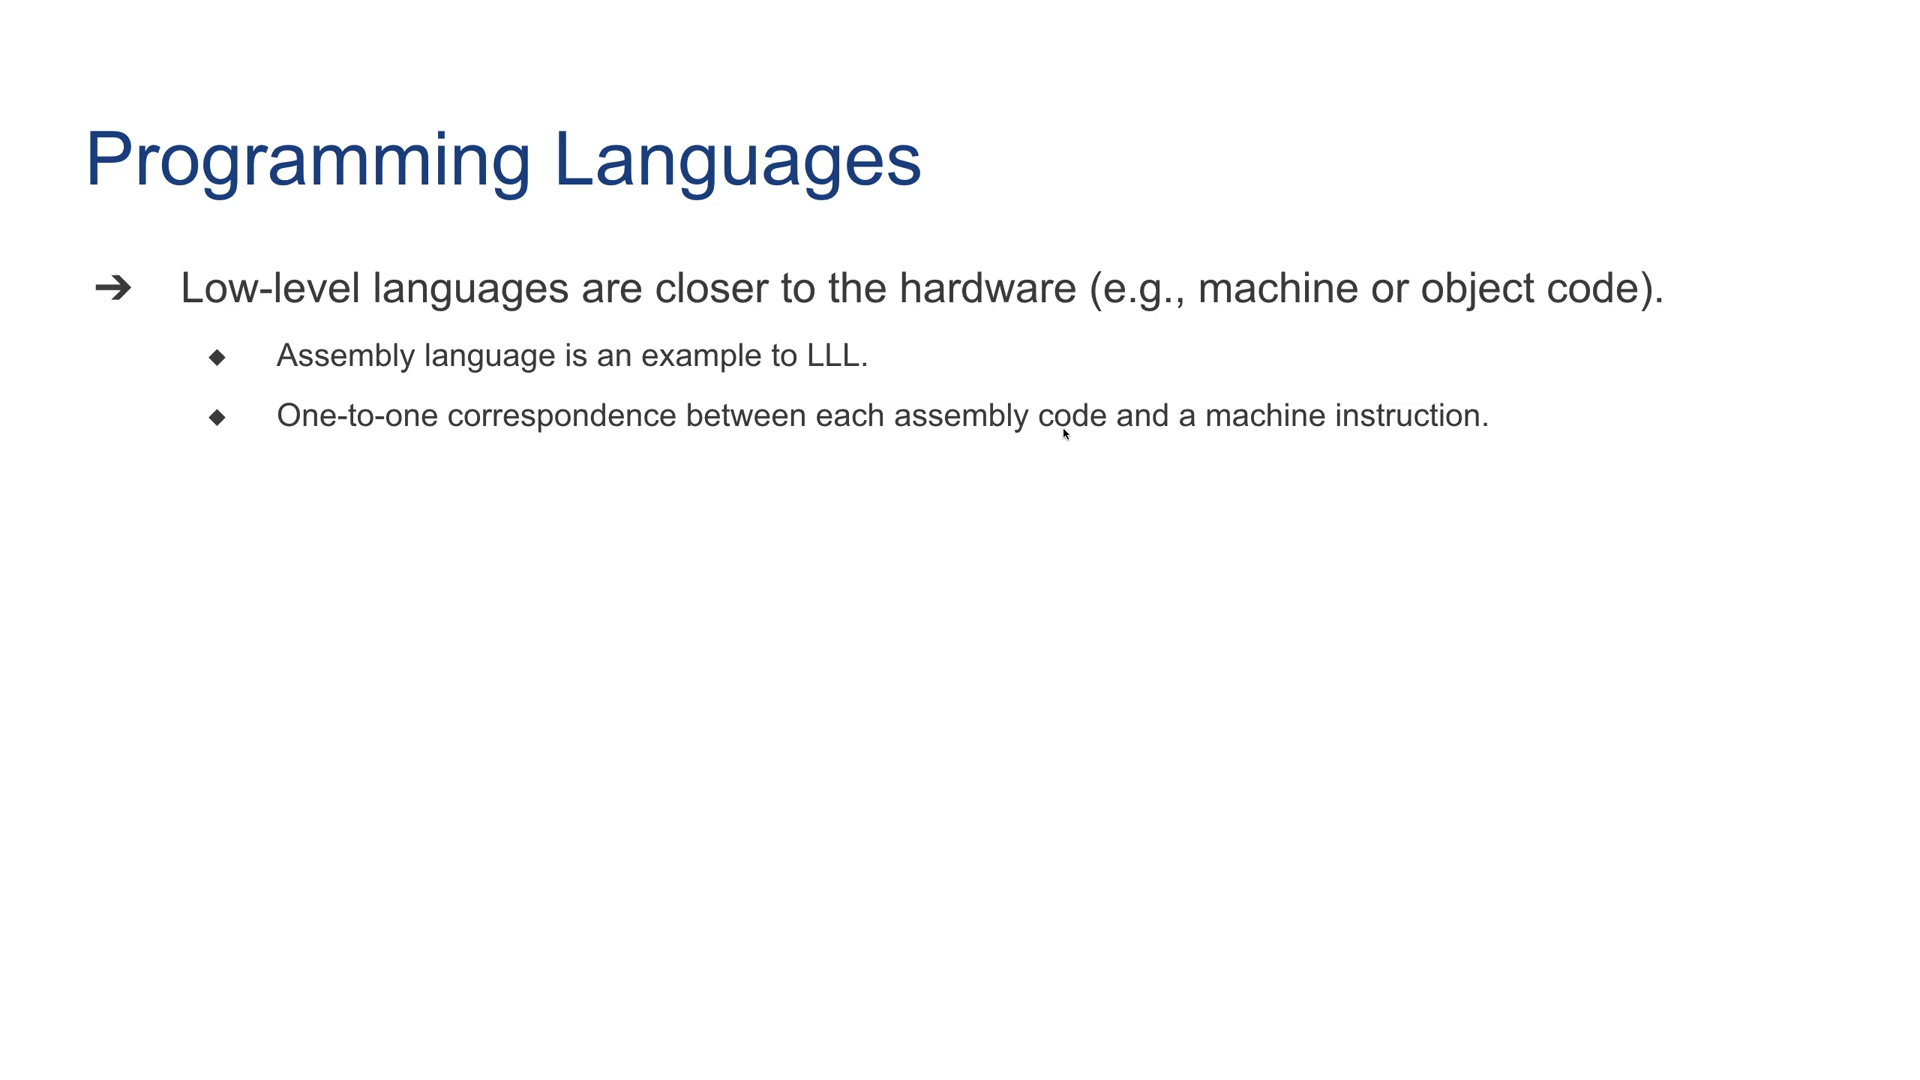 Programming Languages
➔ Low-level languages are closer to the hardware (e.g., machine or object code).
◆ Assembly language is an example to LLL.
◆ One-to-one correspondence between each assembly code and a machine instruction.